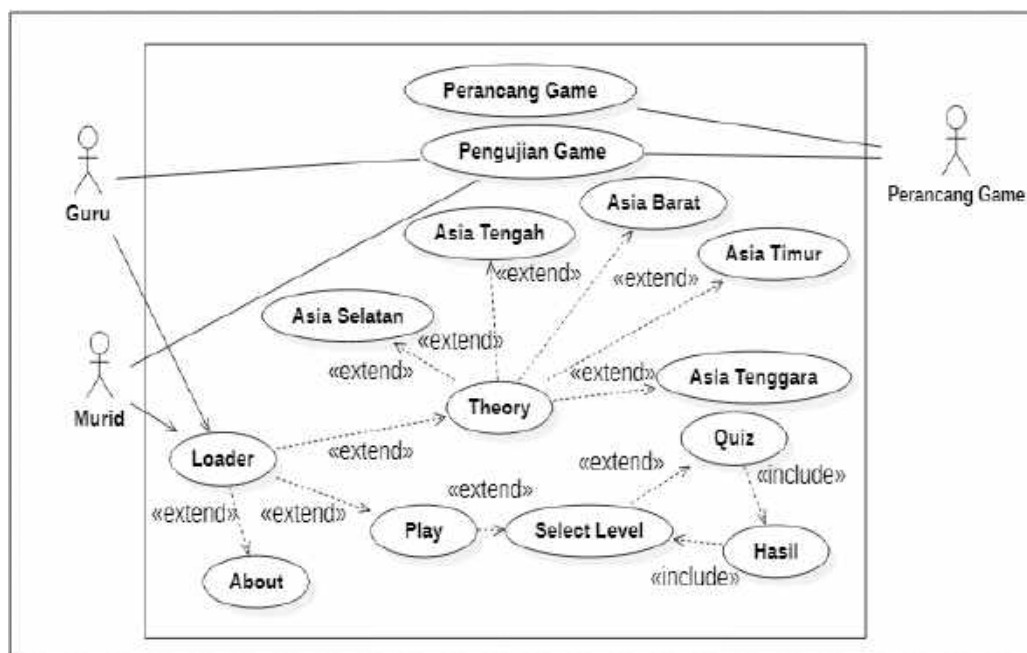 Perancang Game
Pengujian Game
Guru
Perancang Game
Asia Barat
Asia Tengah
Asia Timur
«extend»
«extend»
Asia Selatan
«extend»
«extend»
«extend»
Asia Tenggara
Murid
Theory
Quiz
Loader
«extend»
«extend»
«include»
«extend»
«extend»
«extend»
Play
Select Level
Hasil
«include»
About